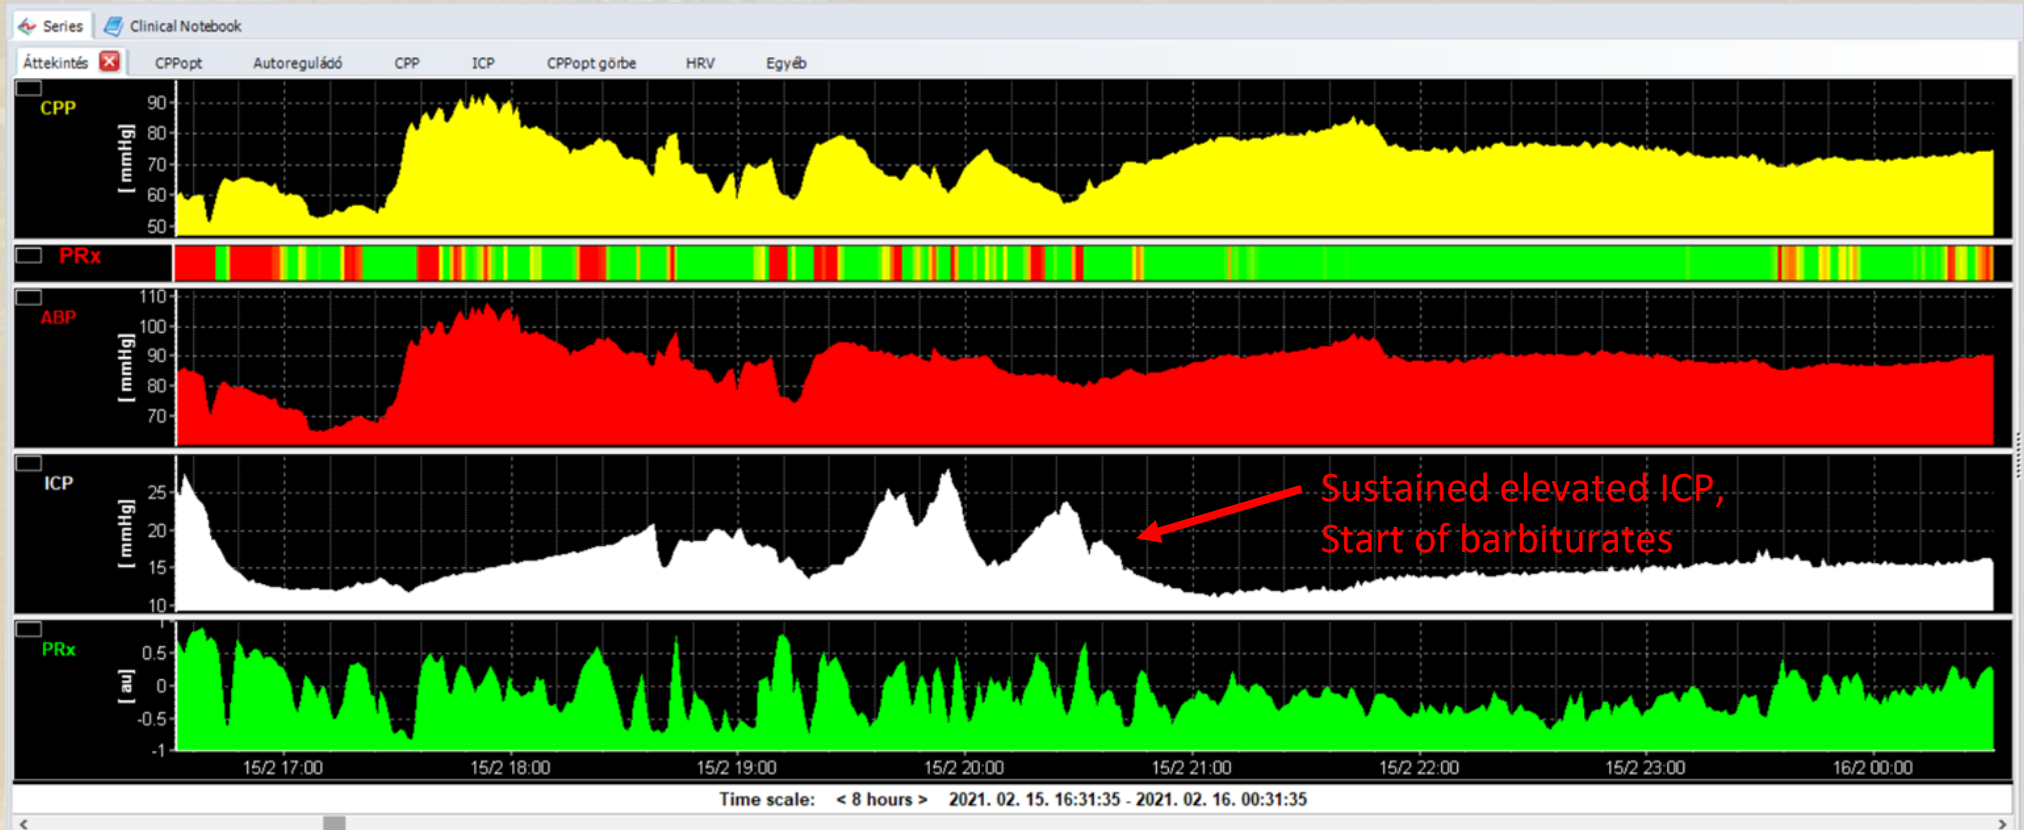 Series Clinical Notebook
Áttekintés CPPopt Autoreguláció CPP ICP CPPopt görbe HRV Egyéb
CPP
[ mmHg]
90
80
70
60
50
PRx
ABP
[ mmHg]
110
100
90
80
70
ICP
[ mmHg]
25
20
15
10
Sustained elevated ICP,
Start of barbiturates
PRx
[ au]
1
0.5
0
-0.5
-1
15/2 17:00 15/2 18:00 15/2 19:00 15/2 20:00 15/2 21:00 15/2 22:00 15/2 23:00 16/2 00:00
Time scale: < 8 hours > 2021. 02. 15. 16:31:35 - 2021. 02. 16. 00:31:35